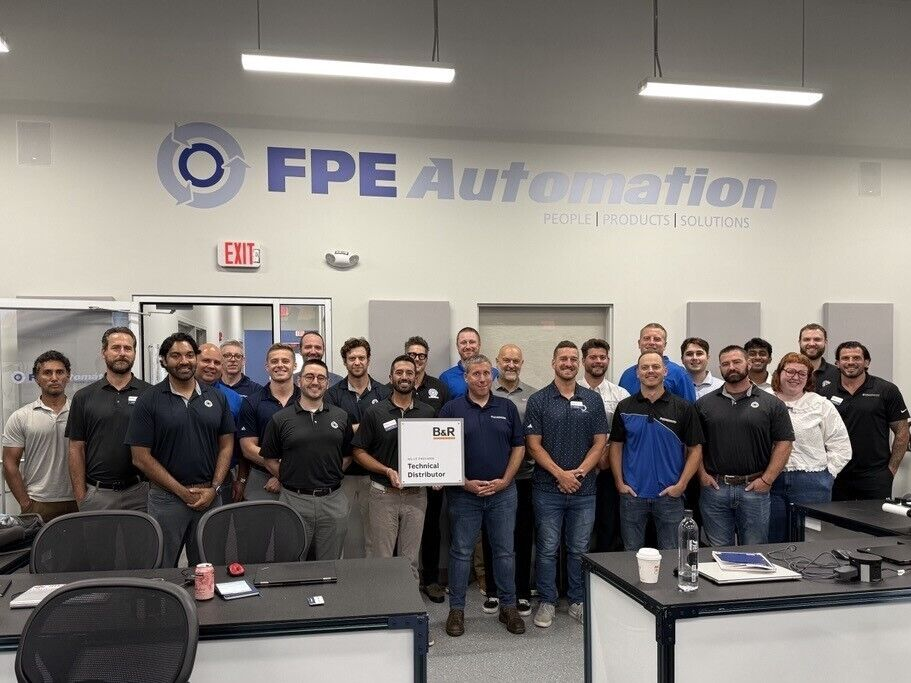 FPE Automation
PEOPLE | PRODUCTS | SOLUTIONS
EXIT
B&R
Technical
Distributor